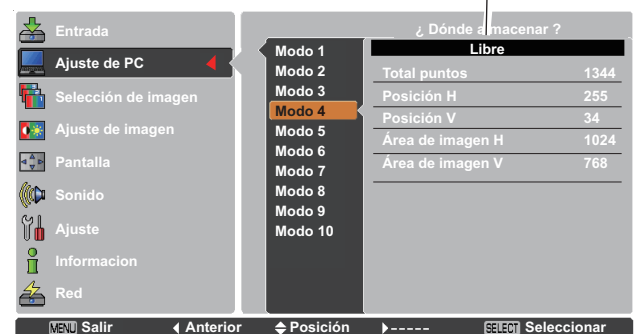 Entrada
Ajuste de PC
Selección de imagen
Ajuste de imagen
Pantalla
Sonido
Ajuste
Informacion
Red
Modo 1
Modo 2
Modo 3
Modo 4
Modo 5
Modo 6
Modo 7
Modo 8
Modo 9
Modo 10
¿ Dónde almacenar ?
Libre
Total puntos 1344
Posición H 255
Posición V 34
Área de imagen H 1024
Área de imagen V 768
MENU Salir Anterior Posición ----- SELECT Seleccionar